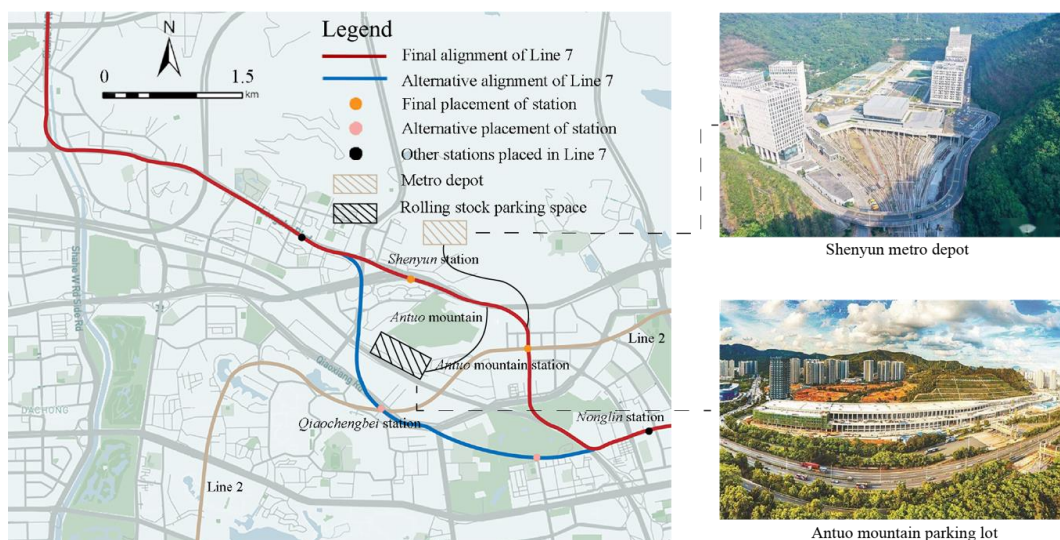 N
0 1.5
km
Legend
Final alignment of Line 7
Alternative alignment of Line 7
Final placement of station
Alternative placement of station
Other stations placed in Line 7
Metro depot
Rolling stock parking space
Shenyun station
Antuo mountain
Antuo mountain station
Line 2
Qiaochengbei station
Nonglin station
Line 2
DACHONG
Shahe W Rd Side Rd
Shenyun metro depot
Antuo mountain parking lot